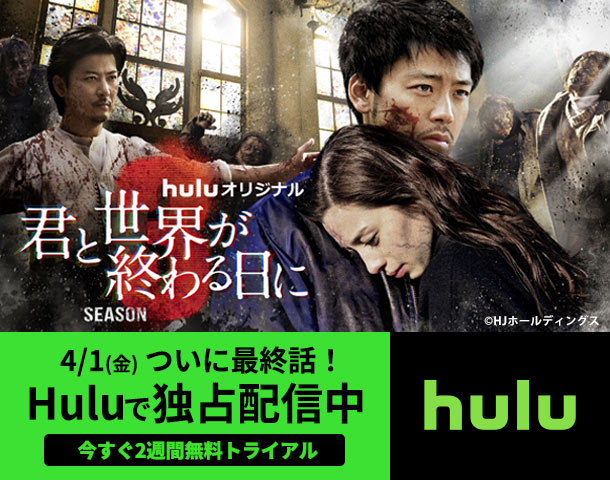 huluオリジナル
君と世界が
終わる日に
SEASON
©HJホールディングス
4/1(金) ついに最終話！
Huluで独占配信中
今すぐ2週間無料トライアル
hulu